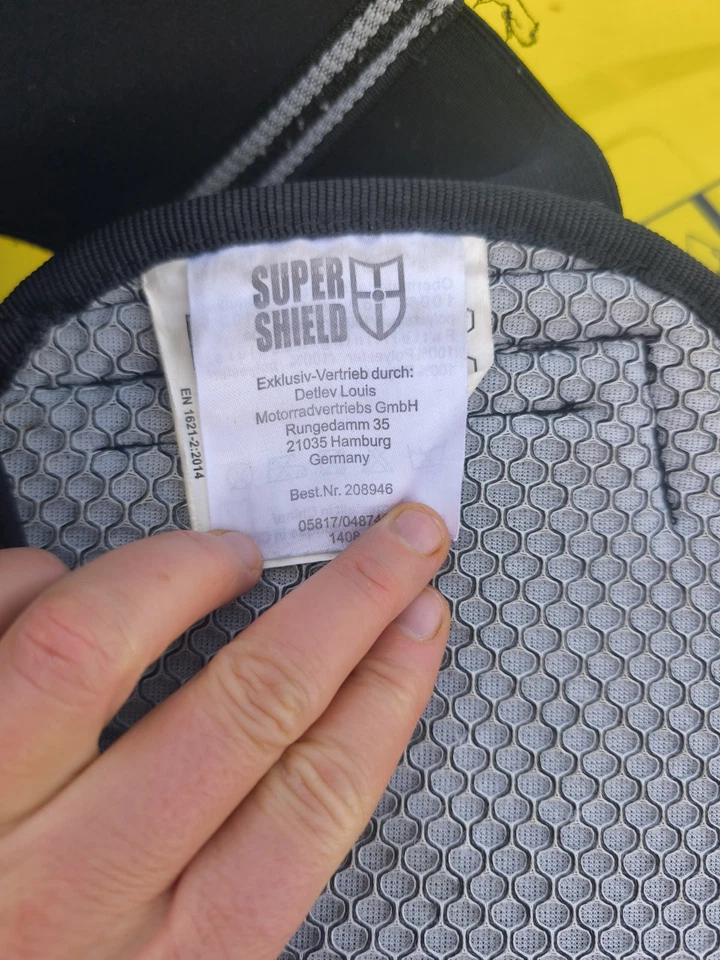 SUPER
SHIELD
Exklusiv-Vertrieb durch:
Detlev Louis
Motorradvertriebs GmbH
Rungedamm 35
21035 Hamburg
Germany
Best.Nr. 208946
EN 1621-2:2014